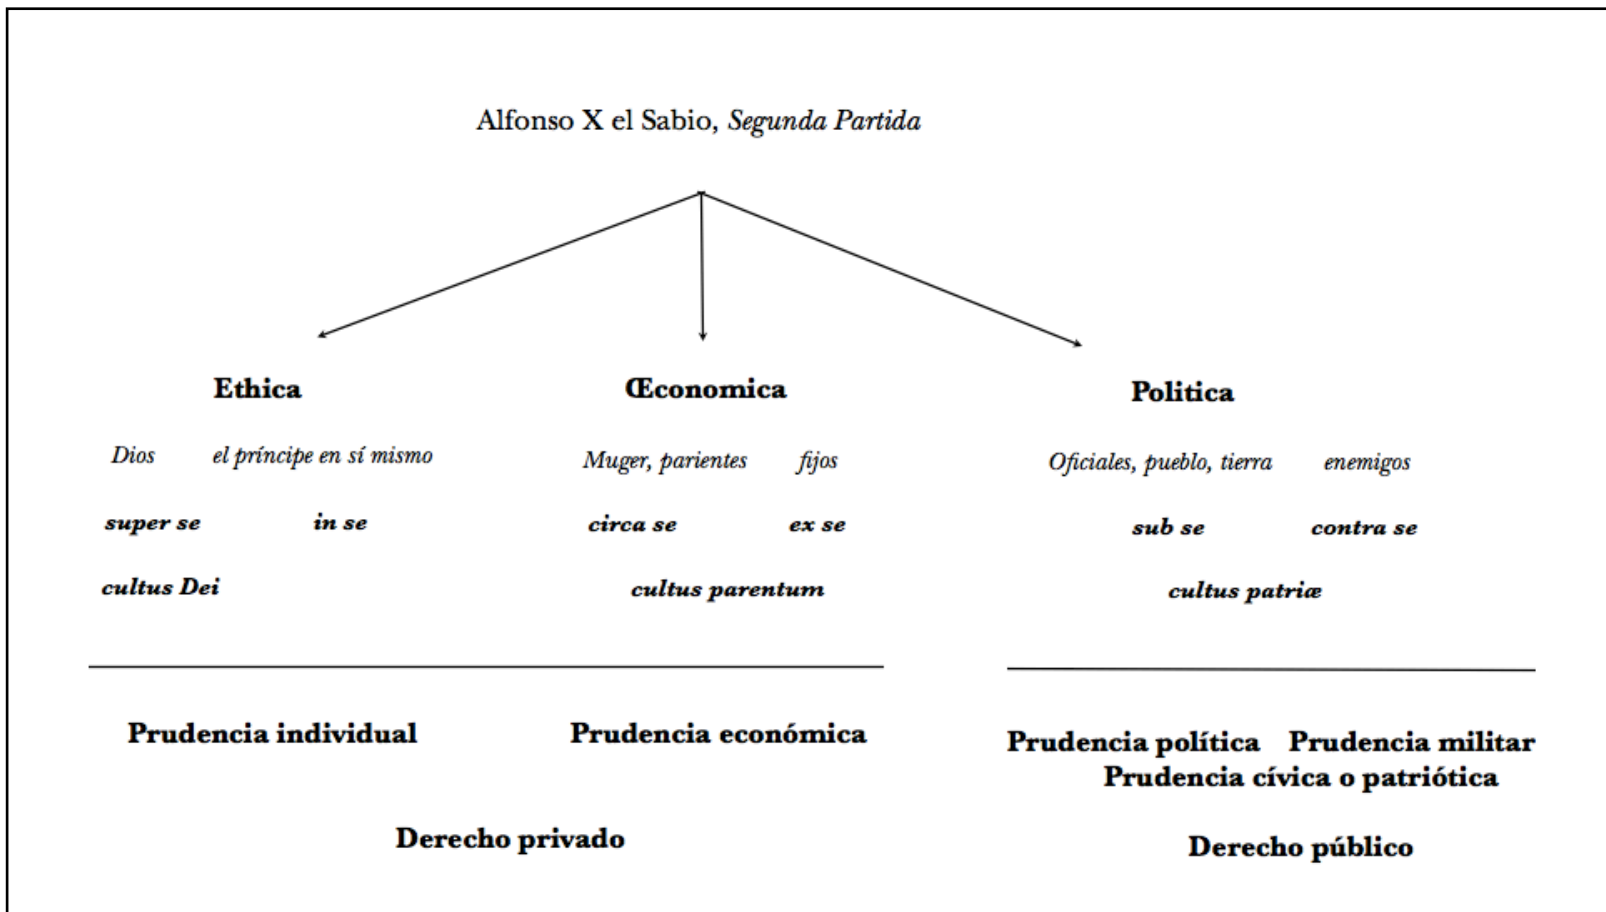 Alfonso X el Sabio, Segunda Partida
Ethica Œconomica Politica
Dios el príncipe en sí mismo Muger, parientes fijos Oficiales, pueblo, tierra enemigos
super se in se circa se ex se sub se contra se
cultus Dei cultus parentum cultus patriæ
Prudencia individual Prudencia económica Prudencia política Prudencia militar
Prudencia cívica o patriótica
Derecho privado Derecho público